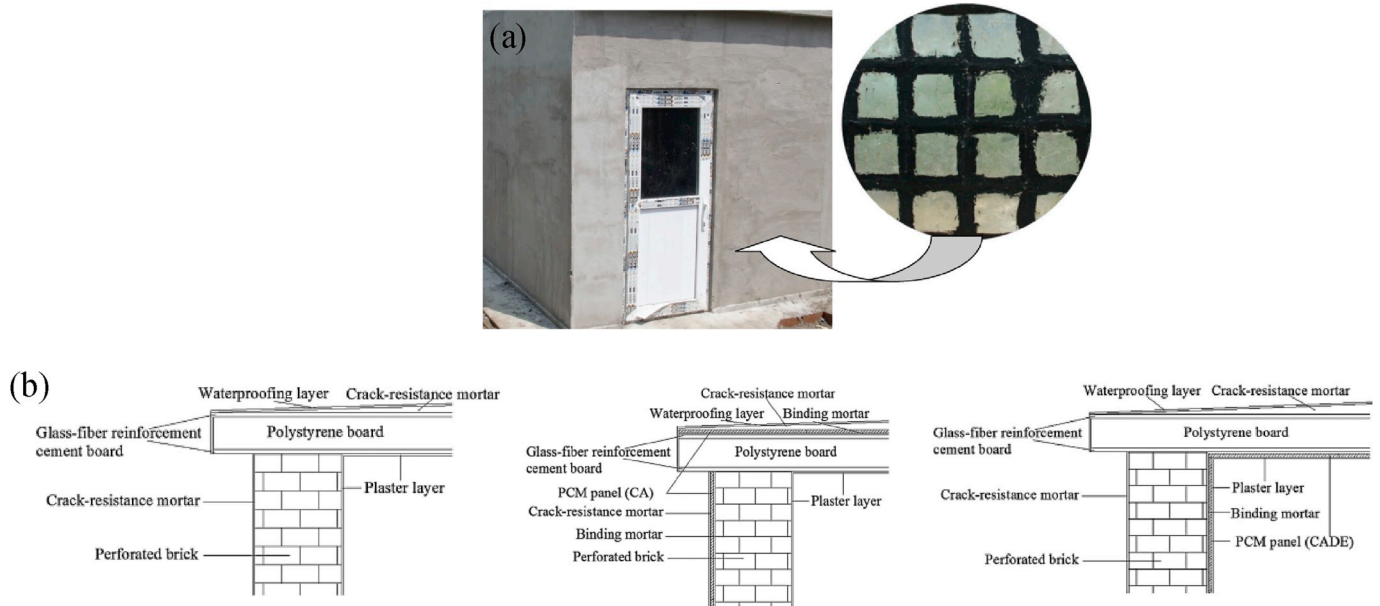 (a)
(b)
Waterproofing layer
Crack-resistance mortar
Glass-fiber reinforcement
cement board
Polystyrene board
Crack-resistance mortar
Plaster layer
Perforated brick
Crack-resistance mortar
Waterproofing layer
Binding mortar
Glass-fiber reinforcement
cement board
Polystyrene board
PCM panel (CA)
Plaster layer
Crack-resistance mortar
Binding mortar
Perforated brick
Waterproofing layer
Crack-resistance mortar
Glass-fiber reinforcement
cement board
Polystyrene board
Crack-resistance mortar
Plaster layer
Binding mortar
Perforated brick
PCM panel (CADE)